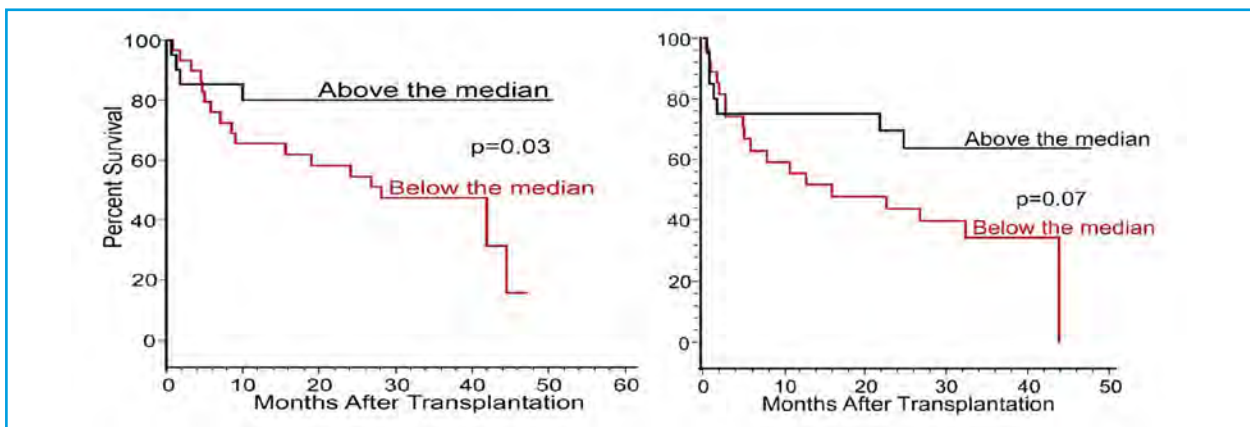 Percent Survival
100
80
60
40
20
0
Above the median
p=0.03
Below the median
0 10 20 30 40 50 60
Months After Transplantation
100
80
60
40
20
0
Above the median
p=0.07
Below the median
0 10 20 30 40 50
Months After Transplantation